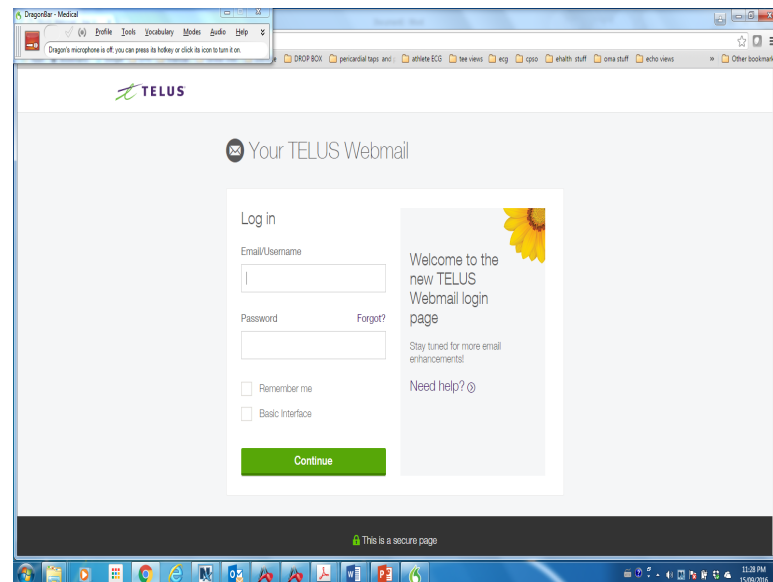 DragonBar - Medical
Profile Tools Vocabulary Modes Audio Help
Dragon's microphone is off; you can press its hotkey or click its icon to turn it on.
DROP BOX pericardial taps and athlete ECG tee views ecg cpso ehalth stuff oma stuff echo views » Other bookmark
TELUS
Your TELUS Webmail
Log in
Email/Username
Password Forgot?
Remember me
Basic Interface
Continue
Welcome to the
new TELUS
Webmail login
page
Stay tuned for more email
enhancements!
Need help?
This is a secure page
11:28 PM
15/09/2016